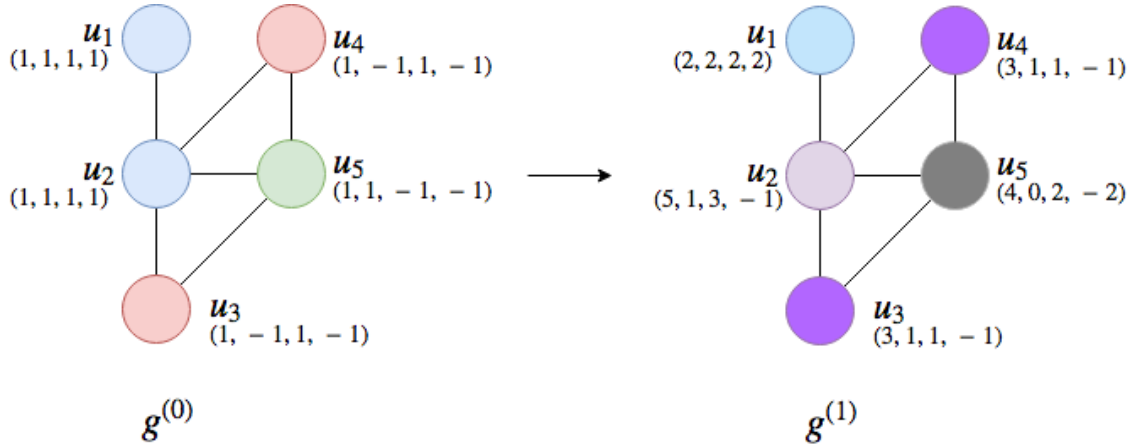 u₁
(1, 1, 1, 1)
u₄
(1, − 1, 1, − 1)
u₂
(1, 1, 1, 1)
u₅
(1, 1, − 1, − 1)
u₃
(1, − 1, 1, − 1)
g⁽⁰⁾
u₁
(2, 2, 2, 2)
u₄
(3, 1, 1, − 1)
u₂
(5, 1, 3, − 1)
u₅
(4, 0, 2, − 2)
u₃
(3, 1, 1, − 1)
g⁽¹⁾